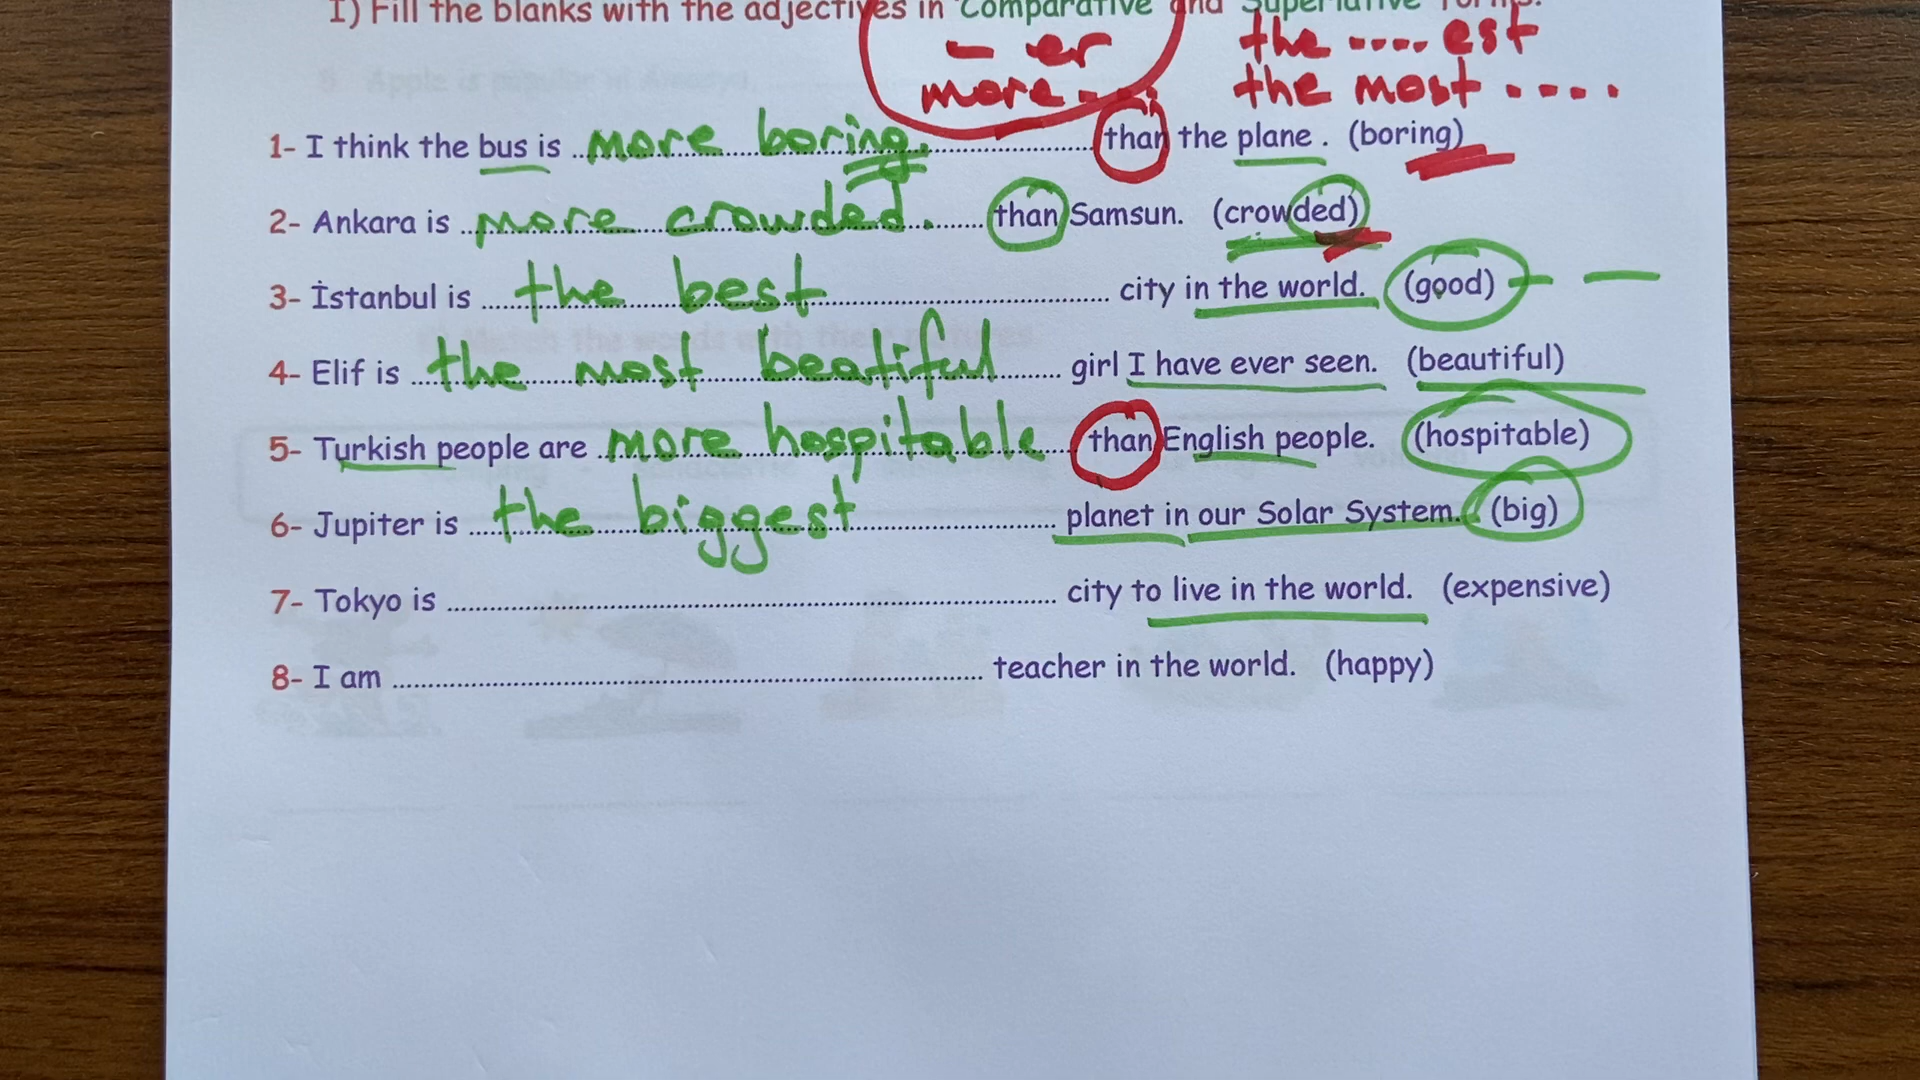 I) Fill the blanks with the adjectives in Comparative and Superlative forms.
- er the .... est
more .... the most ....
1- I think the bus is more boring. than the plane. (boring)
2- Ankara is more crowded. than Samsun. (crowded)
3- İstanbul is the best city in the world. (good)
4- Elif is the most beatiful girl I have ever seen. (beautiful)
5- Turkish people are more hospitable than English people. (hospitable)
6- Jupiter is the biggest planet in our Solar System. (big)
7- Tokyo is .......... city to live in the world. (expensive)
8- I am .......... teacher in the world. (happy)